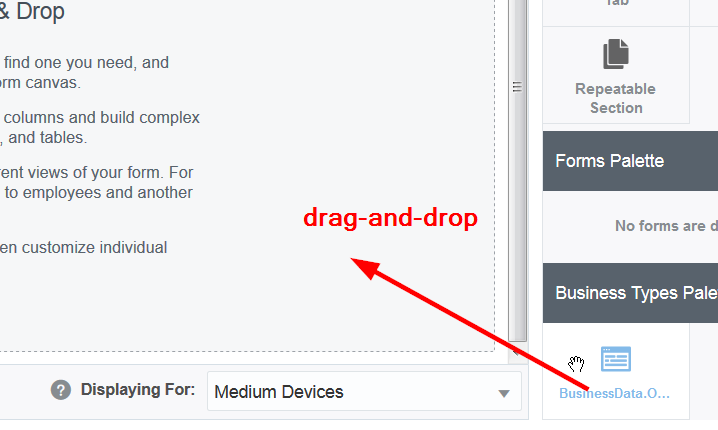 & Drop
find one you need, and
orm canvas.
columns and build complex
, and tables.
rent views of your form. For
to employees and another
en customize individual
drag-and-drop
? Displaying For: Medium Devices
Tab
Repeatable
Section
Forms Palette
No forms are d
Business Types Pale
BusinessData.O...